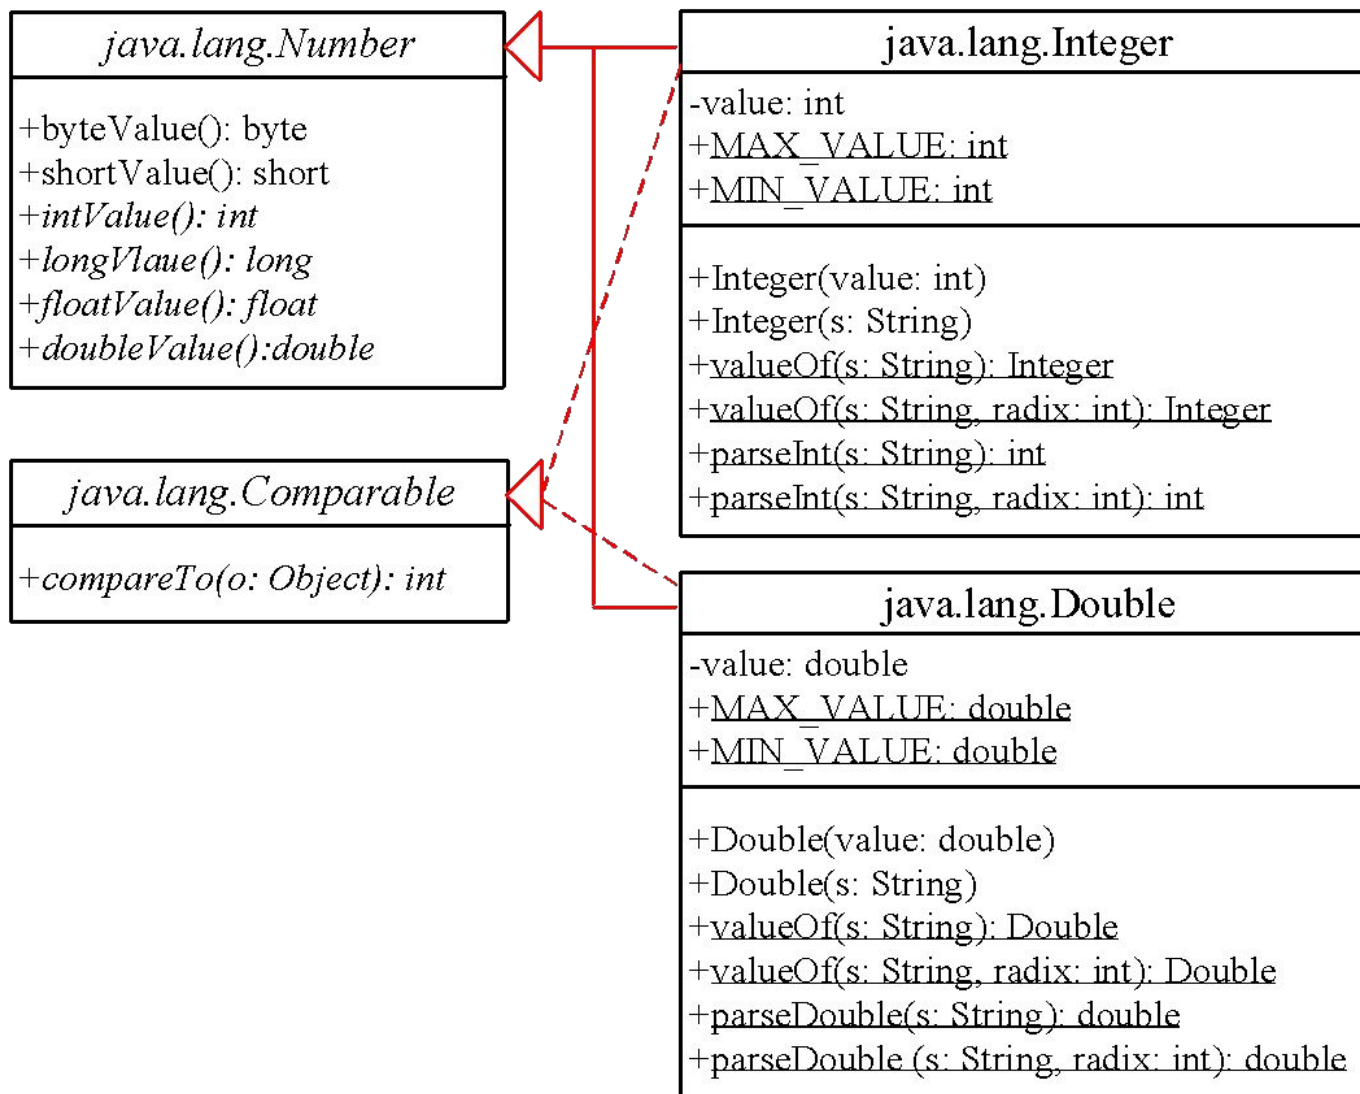 java.lang.Number
+byteValue(): byte
+shortValue(): short
+intValue(): int
+longVlaue(): long
+floatValue(): float
+doubleValue():double
java.lang.Comparable
+compareTo(o: Object): int
java.lang.Integer
-value: int
+MAX_VALUE: int
+MIN_VALUE: int
+Integer(value: int)
+Integer(s: String)
+valueOf(s: String): Integer
+valueOf(s: String, radix: int): Integer
+parseInt(s: String): int
+parseInt(s: String, radix: int): int
java.lang.Double
-value: double
+MAX_VALUE: double
+MIN_VALUE: double
+Double(value: double)
+Double(s: String)
+valueOf(s: String): Double
+valueOf(s: String, radix: int): Double
+parseDouble(s: String): double
+parseDouble (s: String, radix: int): double